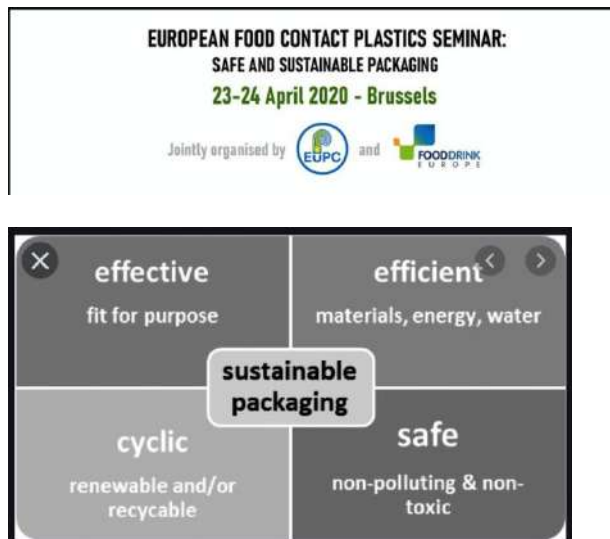 EUROPEAN FOOD CONTACT PLASTICS SEMINAR:
SAFE AND SUSTAINABLE PACKAGING
23-24 April 2020 - Brussels
Jointly organised by EUPC and FOODDRINK
EUROPE
effective
fit for purpose
efficient
materials, energy, water
sustainable
packaging
cyclic
renewable and/or
recycable
safe
non-polluting & non-
toxic